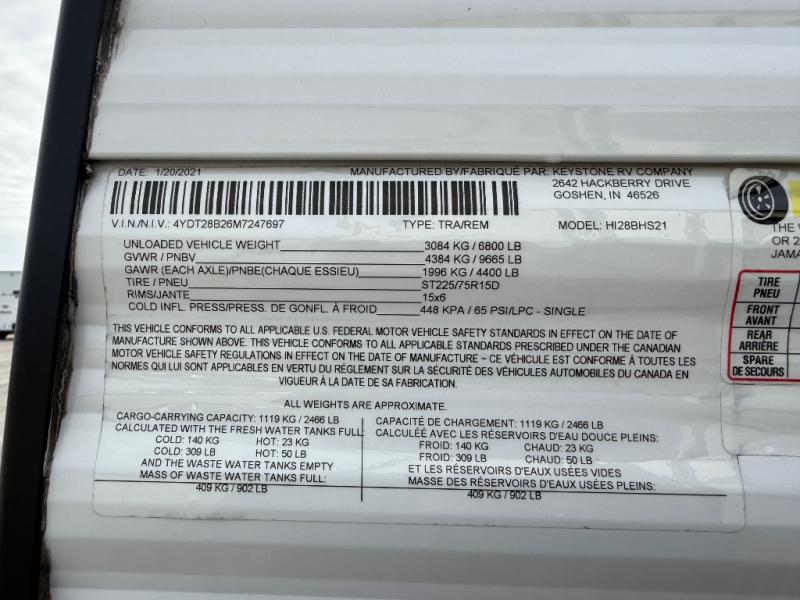 DATE: 1/20/2021 MANUFACTURED BY/FABRIQUÉ PAR: KEYSTONE RV COMPANY
2642 HACKBERRY DRIVE
GOSHEN, IN 46526
V.I.N./N.I.V.: 4YDT28B26M7247697 TYPE: TRA/REM MODEL: HI28BHS21
UNLOADED VEHICLE WEIGHT 3084 KG / 6800 LB
GVWR / PNBV 4384 KG / 9665 LB
GAWR (EACH AXLE)/PNBE(CHAQUE ESSIEU) 1996 KG / 4400 LB
TIRE / PNEU ST225/75R15D
RIMS/JANTE 15x6
COLD INFL. PRESS/PRESS. DE GONFL. À FROID 448 KPA / 65 PSI/LPC - SINGLE
THIS VEHICLE CONFORMS TO ALL APPLICABLE U.S. FEDERAL MOTOR VEHICLE SAFETY STANDARDS IN EFFECT ON THE DATE OF
MANUFACTURE SHOWN ABOVE. THIS VEHICLE CONFORMS TO ALL APPLICABLE STANDARDS PRESCRIBED UNDER THE CANADIAN
MOTOR VEHICLE SAFETY REGULATIONS IN EFFECT ON THE DATE OF MANUFACTURE ~ CE VÉHICULE EST CONFORME À TOUTES LES
NORMES QUI LUI SONT APPLICABLES EN VERTU DU RÉGLEMENT SUR LA SÉCURITÉ DES VÉHICULES AUTOMOBILES DU CANADA EN
VIGUEUR À LA DATE DE SA FABRICATION.
ALL WEIGHTS ARE APPROXIMATE.
CARGO-CARRYING CAPACITY: 1119 KG / 2466 LB
CALCULATED WITH THE FRESH WATER TANKS FULL:
COLD: 140 KG HOT: 23 KG
COLD: 309 LB HOT: 50 LB
AND THE WASTE WATER TANKS EMPTY
MASS OF WASTE WATER TANKS FULL:
409 KG / 902 LB
CAPACITÉ DE CHARGEMENT: 1119 KG / 2466 LB
CALCULÉE AVEC LES RÉSERVOIRS D'EAU DOUCE PLEINS:
FROID: 140 KG CHAUD: 23 KG
FROID: 309 LB CHAUD: 50 LB
ET LES RÉSERVOIRS D'EAUX USÉES VIDES
MASSE DES RÉSERVOIRS D'EAUX USÉES PLEINS:
409 KG / 902 LB
THE
OR 2
JAMA
TIRE
PNEU
FRONT
AVANT
REAR
ARRIÈRE
SPARE
DE SECOURS